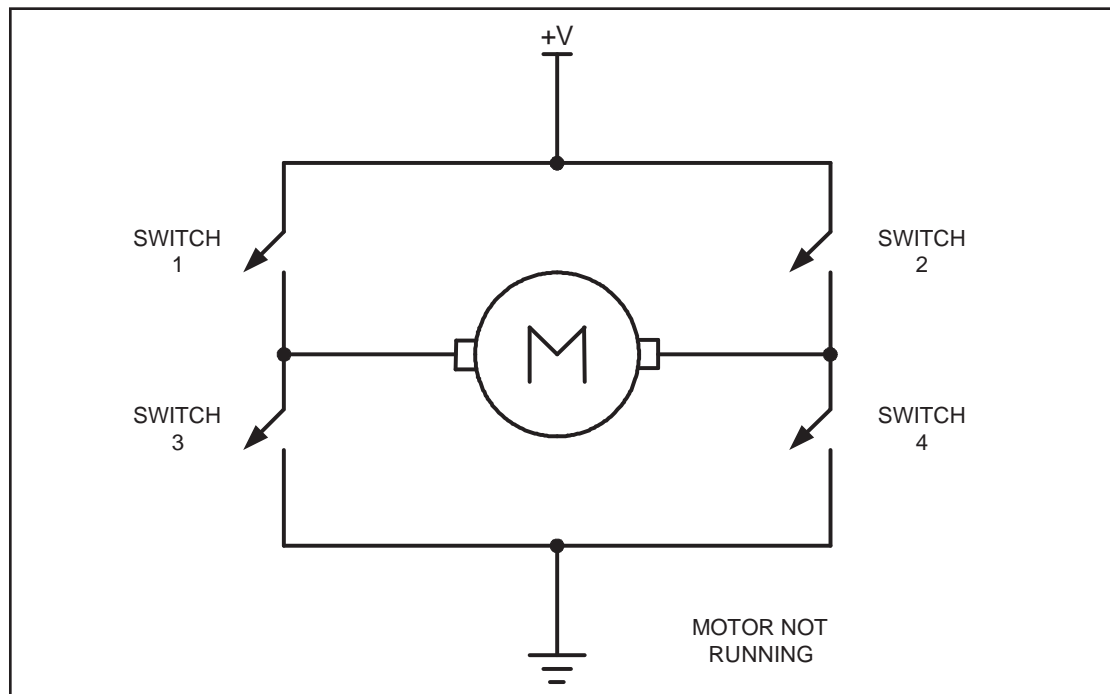 +V
SWITCH
1
SWITCH
2
M
SWITCH
3
SWITCH
4
MOTOR NOT
RUNNING